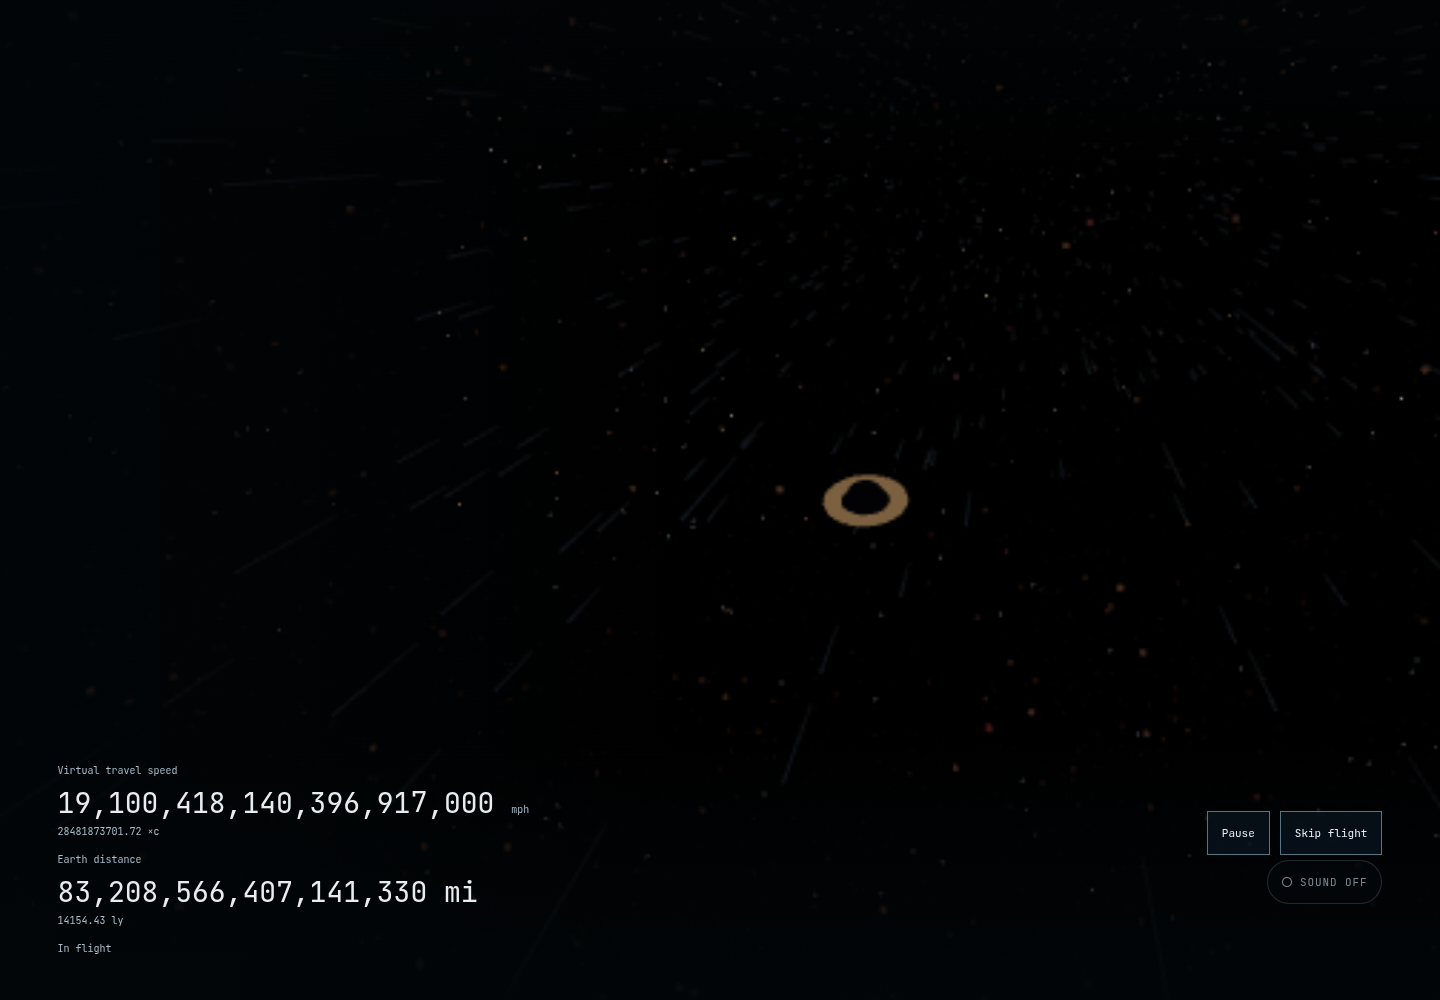 Virtual travel speed
19,100,418,140,396,917,000 mph
28481873701.72 ×c
Earth distance
83,208,566,407,141,330 mi
14154.43 ly
In flight
Pause
Skip flight
SOUND OFF